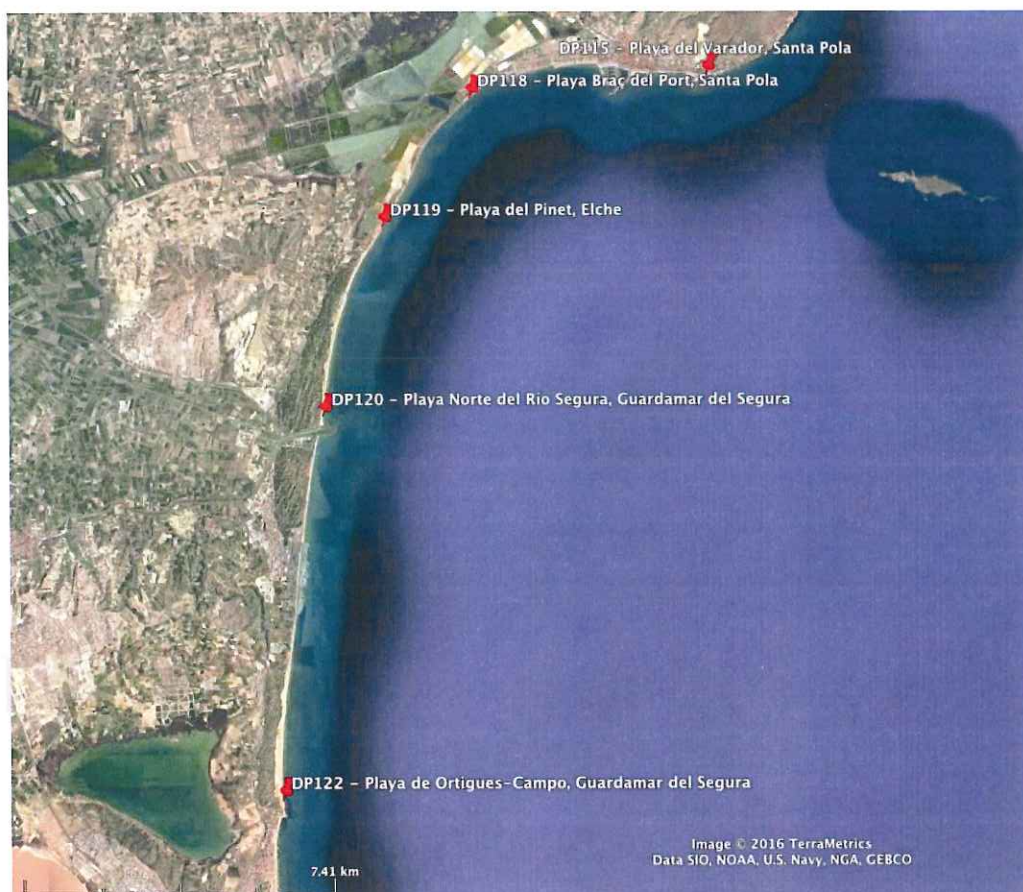 DP115 – Playa del Varador, Santa Pola
DP118 – Playa Braç del Port, Santa Pola
DP119 – Playa del Pinet, Elche
DP120 – Playa Norte del Rio Segura, Guardamar del Segura
DP122 – Playa de Ortigues–Campo, Guardamar del Segura
Image © 2016 TerraMetrics
Data SIO, NOAA, U.S. Navy, NGA, GEBCO
7.41 km